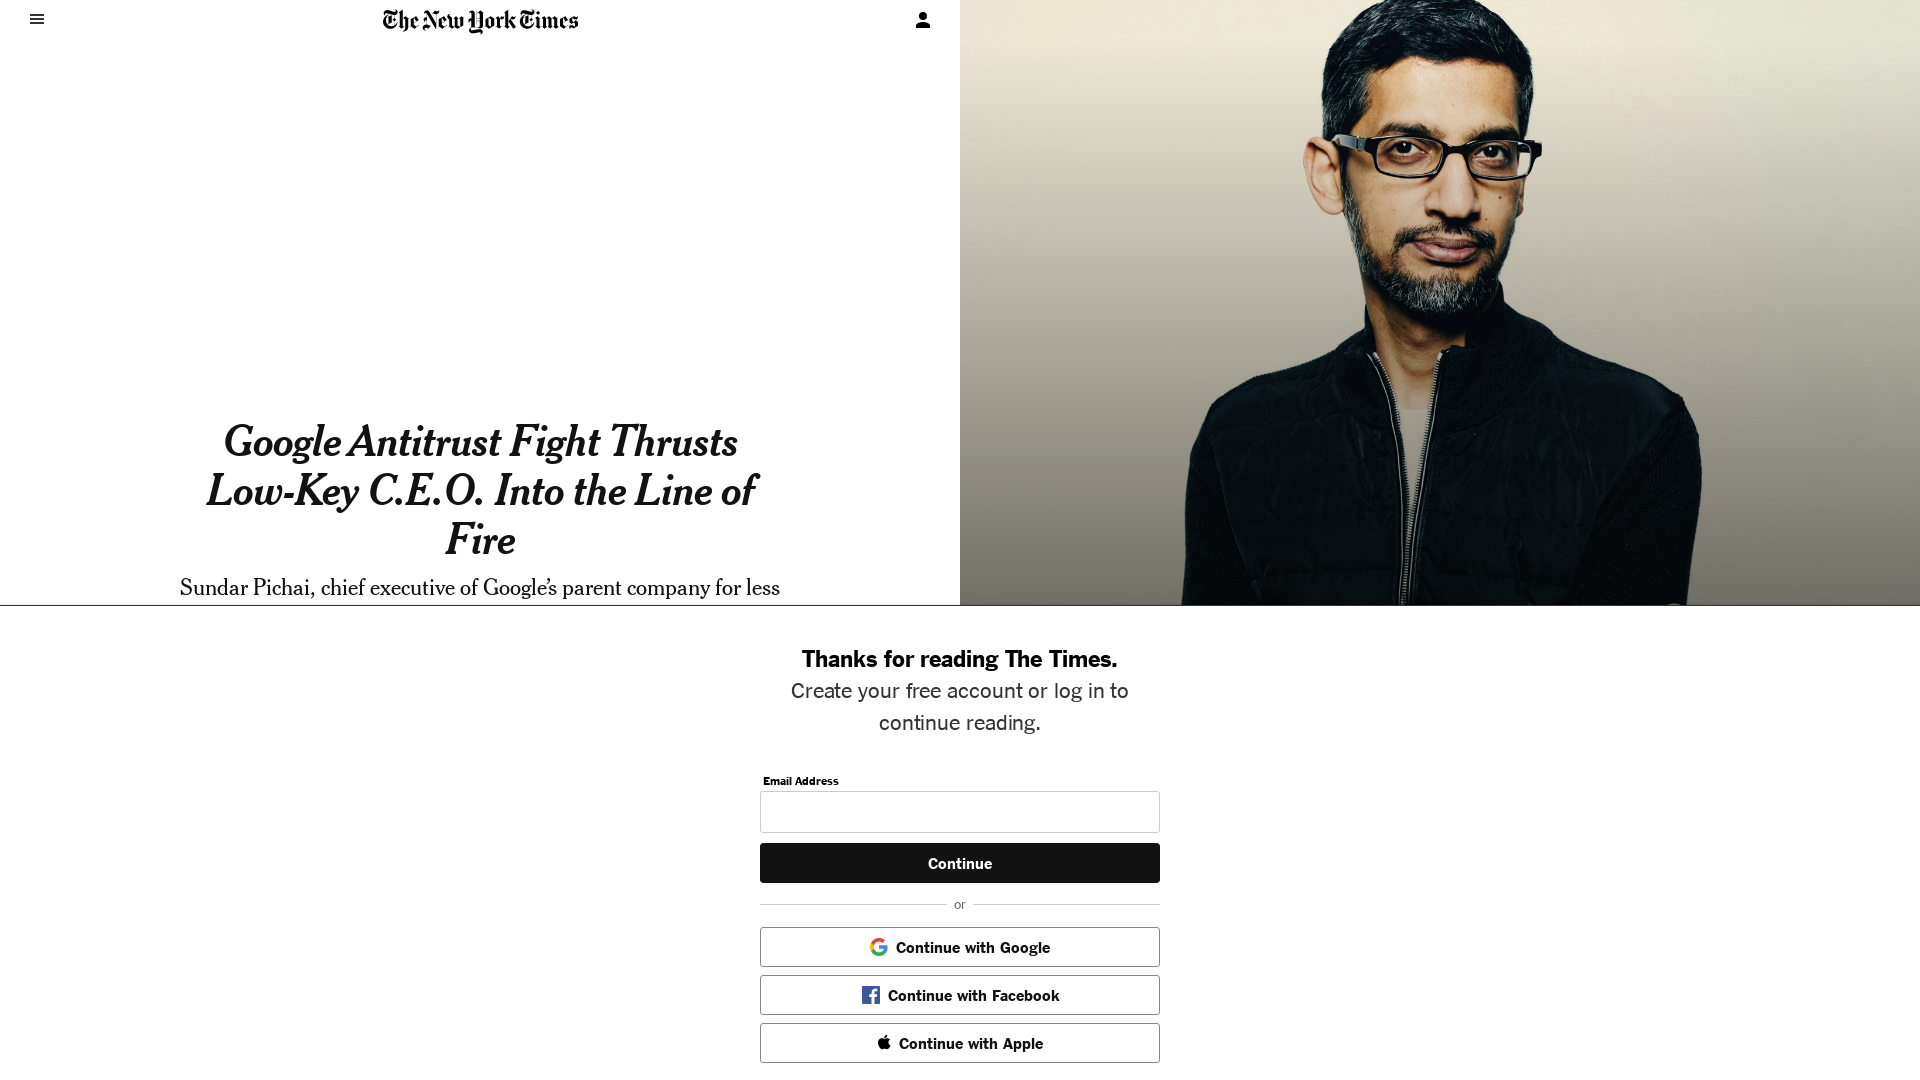 The New York Times
Google Antitrust Fight Thrusts
Low-Key C.E.O. Into the Line of
Fire
Sundar Pichai, chief executive of Google’s parent company for less
Thanks for reading The Times.
Create your free account or log in to
continue reading.
Email Address
Continue
or
Continue with Google
Continue with Facebook
Continue with Apple